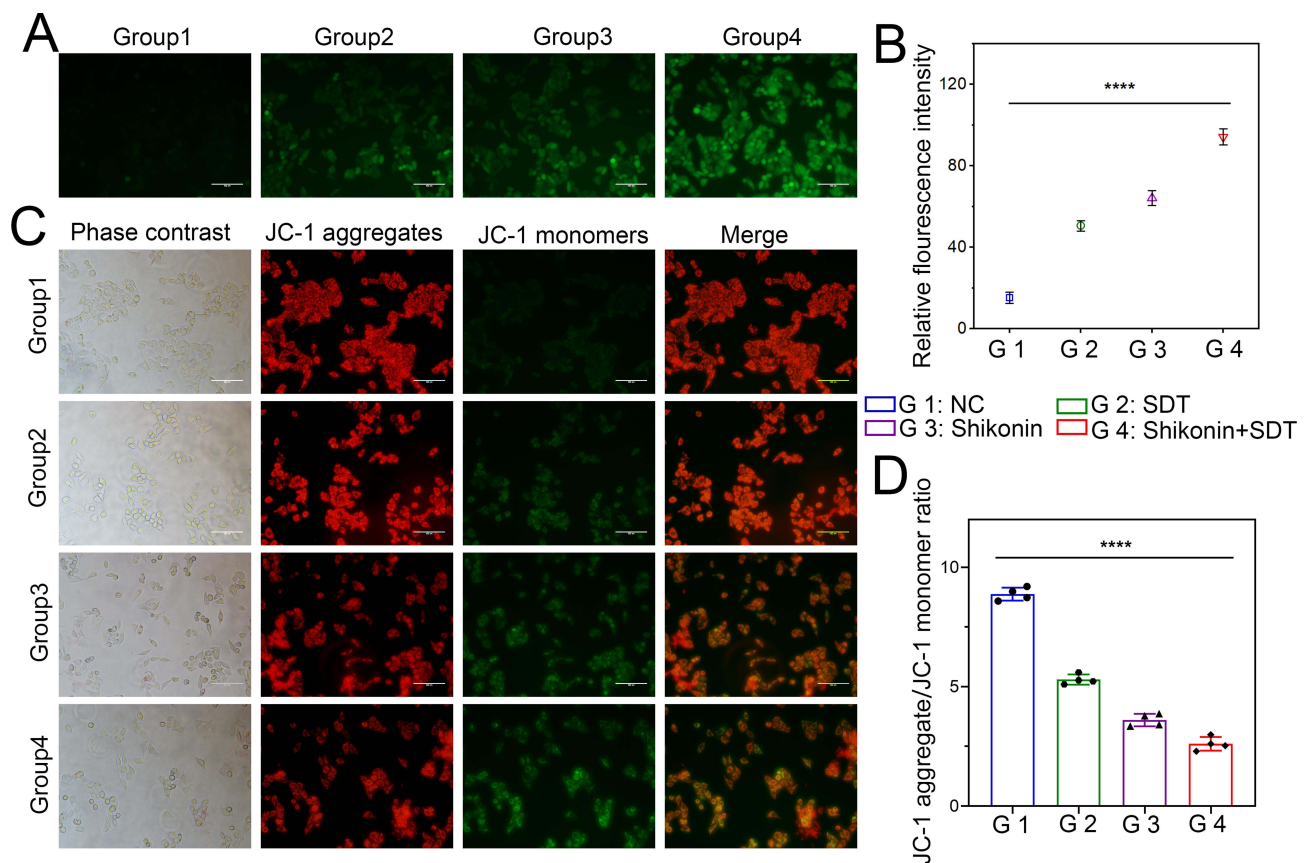 A
Group1 Group2 Group3 Group4
B
Relative flourescence intensity
120
80
40
0
****
G 1 G 2 G 3 G 4
G 1: NC G 2: SDT
G 3: Shikonin G 4: Shikonin+SDT
C
Phase contrast JC-1 aggregates JC-1 monomers Merge
Group1
Group2
Group3
Group4
D
JC-1 aggregate/JC-1 monomer ratio
10
5
0
****
G 1 G 2 G 3 G 4